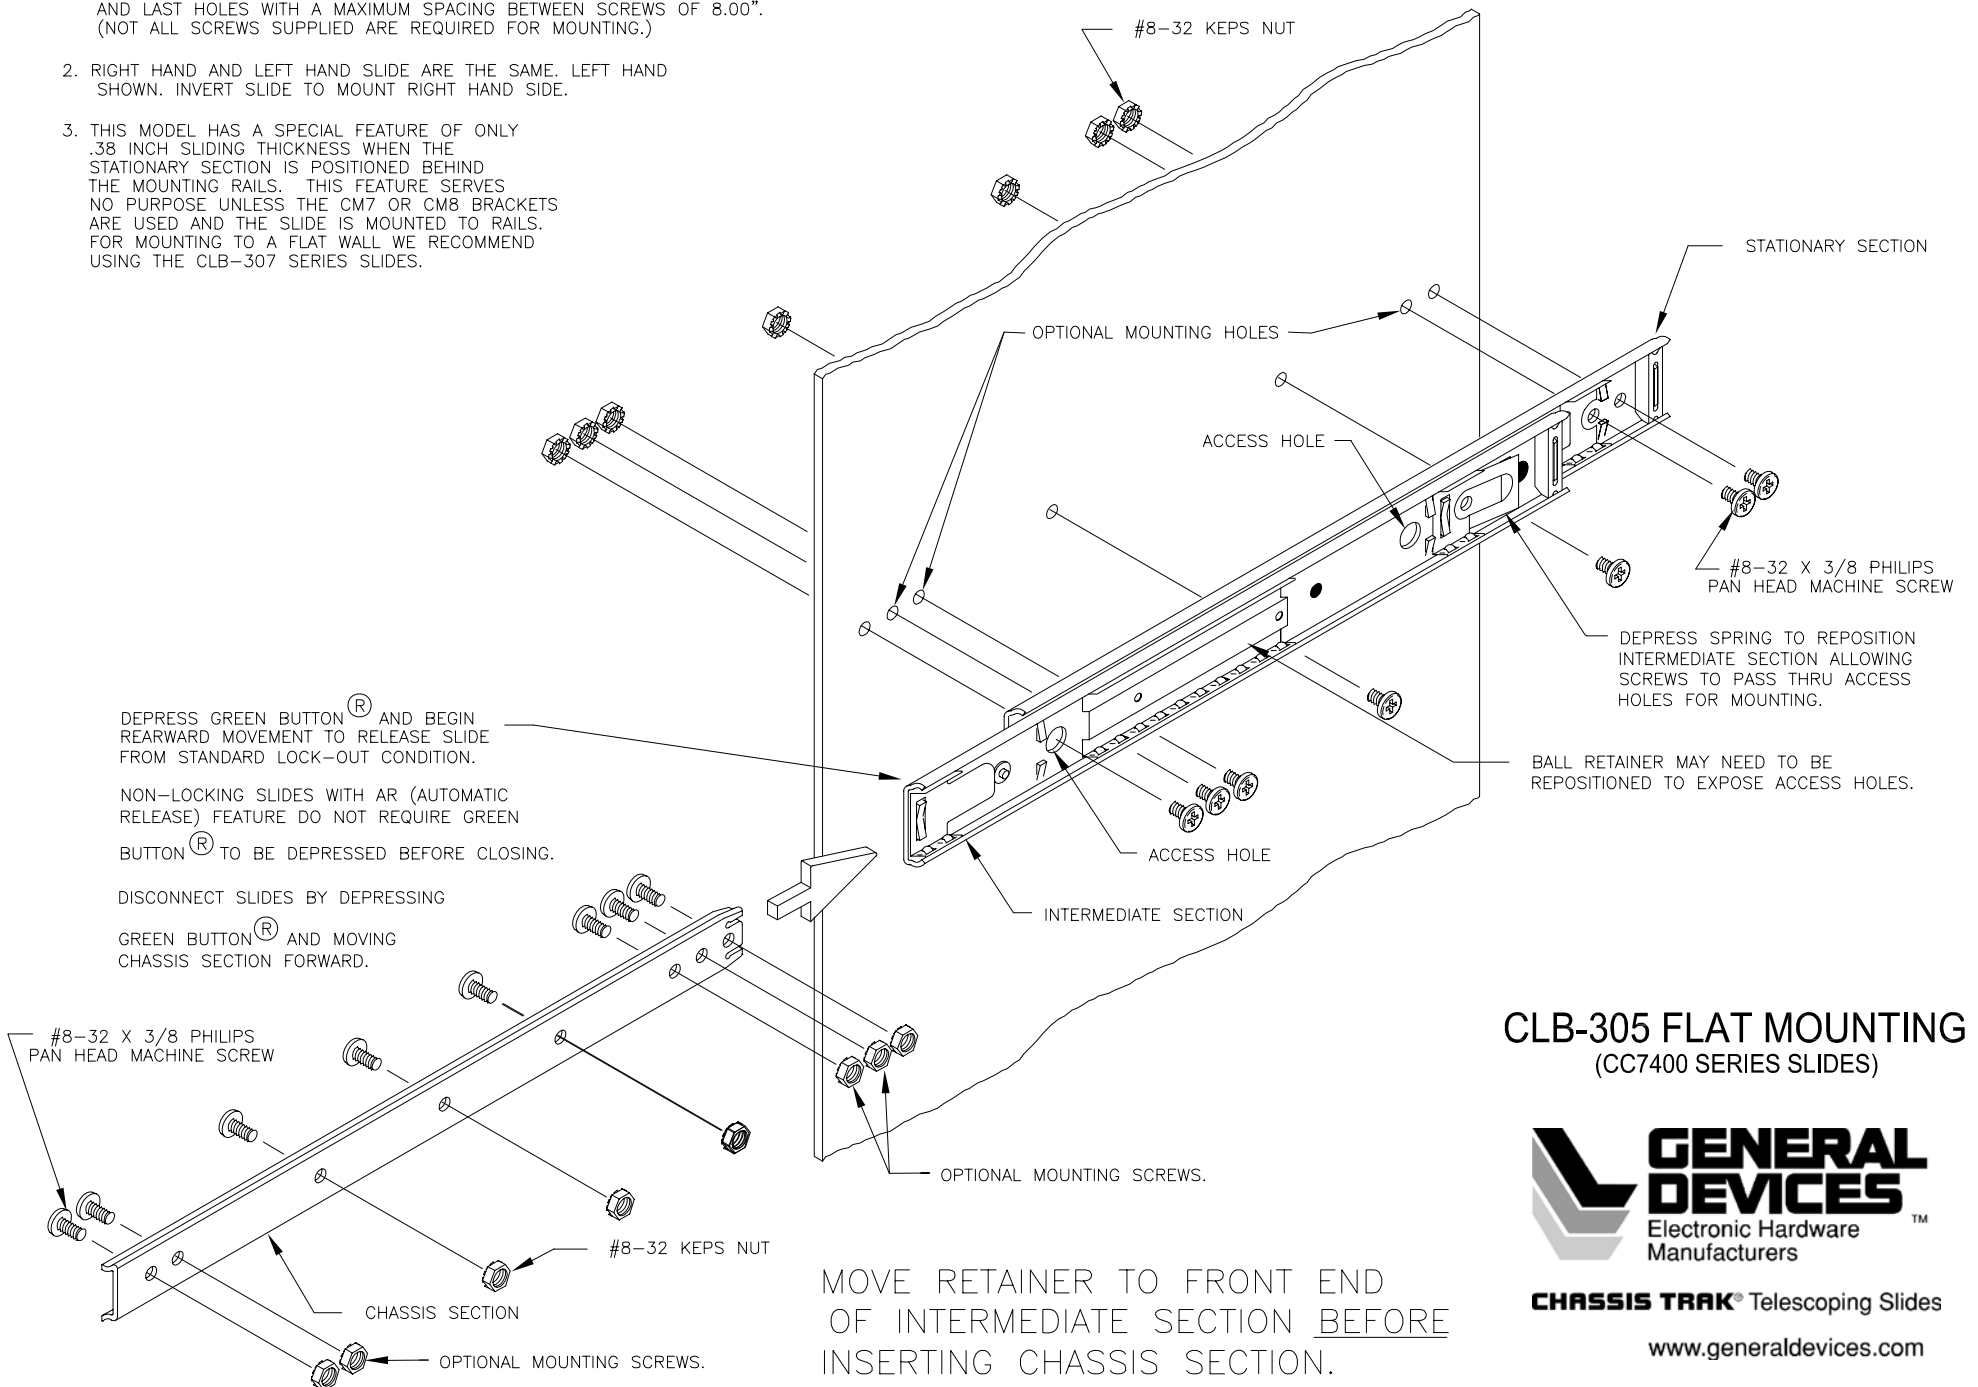 AND LAST HOLES WITH A MAXIMUM SPACING BETWEEN SCREWS OF 8.00”.
(NOT ALL SCREWS SUPPLIED ARE REQUIRED FOR MOUNTING.)
2. RIGHT HAND AND LEFT HAND SLIDE ARE THE SAME. LEFT HAND
SHOWN. INVERT SLIDE TO MOUNT RIGHT HAND SIDE.
3. THIS MODEL HAS A SPECIAL FEATURE OF ONLY
.38 INCH SLIDING THICKNESS WHEN THE
STATIONARY SECTION IS POSITIONED BEHIND
THE MOUNTING RAILS. THIS FEATURE SERVES
NO PURPOSE UNLESS THE CM7 OR CM8 BRACKETS
ARE USED AND THE SLIDE IS MOUNTED TO RAILS.
FOR MOUNTING TO A FLAT WALL WE RECOMMEND
USING THE CLB-307 SERIES SLIDES.
#8-32 KEPS NUT
STATIONARY SECTION
OPTIONAL MOUNTING HOLES
ACCESS HOLE
#8-32 X 3/8 PHILIPS
PAN HEAD MACHINE SCREW
DEPRESS SPRING TO REPOSITION
INTERMEDIATE SECTION ALLOWING
SCREWS TO PASS THRU ACCESS
HOLES FOR MOUNTING.
BALL RETAINER MAY NEED TO BE
REPOSITIONED TO EXPOSE ACCESS HOLES.
DEPRESS GREEN BUTTON ® AND BEGIN
REARWARD MOVEMENT TO RELEASE SLIDE
FROM STANDARD LOCK-OUT CONDITION.
NON-LOCKING SLIDES WITH AR (AUTOMATIC
RELEASE) FEATURE DO NOT REQUIRE GREEN
BUTTON ® TO BE DEPRESSED BEFORE CLOSING.
DISCONNECT SLIDES BY DEPRESSING
GREEN BUTTON ® AND MOVING
CHASSIS SECTION FORWARD.
ACCESS HOLE
INTERMEDIATE SECTION
#8-32 X 3/8 PHILIPS
PAN HEAD MACHINE SCREW
OPTIONAL MOUNTING SCREWS.
#8-32 KEPS NUT
CHASSIS SECTION
OPTIONAL MOUNTING SCREWS.
MOVE RETAINER TO FRONT END
OF INTERMEDIATE SECTION BEFORE
INSERTING CHASSIS SECTION.
CLB-305 FLAT MOUNTING
(CC7400 SERIES SLIDES)
GENERAL
DEVICES ™
Electronic Hardware
Manufacturers
CHASSIS TRAK® Telescoping Slides
www.generaldevices.com